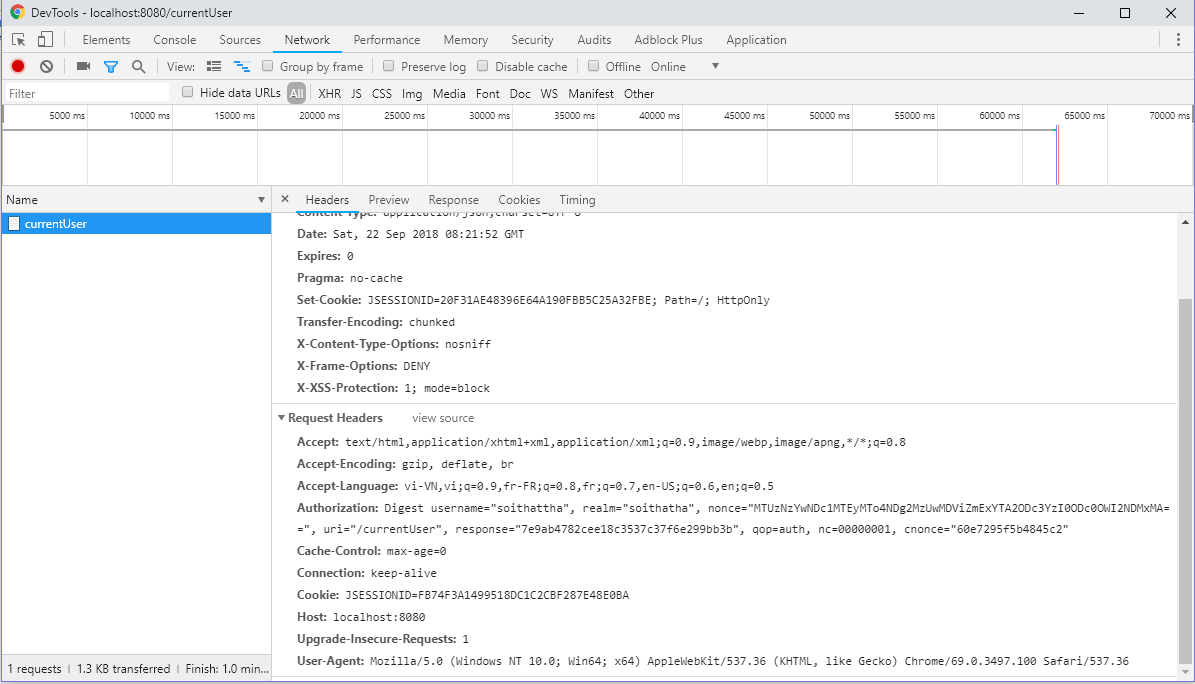 DevTools - localhost:8080/currentUser
Elements Console Sources Network Performance Memory Security Audits Adblock Plus Application
View: Group by frame Preserve log Disable cache Offline Online
Filter Hide data URLs All XHR JS CSS Img Media Font Doc WS Manifest Other
5000 ms 10000 ms 15000 ms 20000 ms 25000 ms 30000 ms 35000 ms 40000 ms 45000 ms 50000 ms 55000 ms 60000 ms 65000 ms 70000 ms
Name Headers Preview Response Cookies Timing
currentUser
Content-Type: application/json;charset=UTF-8
Date: Sat, 22 Sep 2018 08:21:52 GMT
Expires: 0
Pragma: no-cache
Set-Cookie: JSESSIONID=20F31AE48396E64A190FBB5C25A32FBE; Path=/; HttpOnly
Transfer-Encoding: chunked
X-Content-Type-Options: nosniff
X-Frame-Options: DENY
X-XSS-Protection: 1; mode=block
Request Headers view source
Accept: text/html,application/xhtml+xml,application/xml;q=0.9,image/webp,image/apng,*/*;q=0.8
Accept-Encoding: gzip, deflate, br
Accept-Language: vi-VN,vi;q=0.9,fr-FR;q=0.8,fr;q=0.7,en-US;q=0.6,en;q=0.5
Authorization: Digest username="soithattha", realm="soithatha", nonce="MTUzNzYwNDc1MTEyMTo4NDg2MzUwMDViZmExYTA2ODc3YzI0ODc0OWI2NDMxMA=
=", uri="/currentUser", response="7e9ab4782cee18c3537c37f6e299bb3b", qop=auth, nc=00000001, cnonce="60e7295f5b4845c2"
Cache-Control: max-age=0
Connection: keep-alive
Cookie: JSESSIONID=FB74F3A1499518DC1C2CBF287E48E0BA
Host: localhost:8080
Upgrade-Insecure-Requests: 1
User-Agent: Mozilla/5.0 (Windows NT 10.0; Win64; x64) AppleWebKit/537.36 (KHTML, like Gecko) Chrome/69.0.3497.100 Safari/537.36
1 requests | 1.3 KB transferred | Finish: 1.0 min...